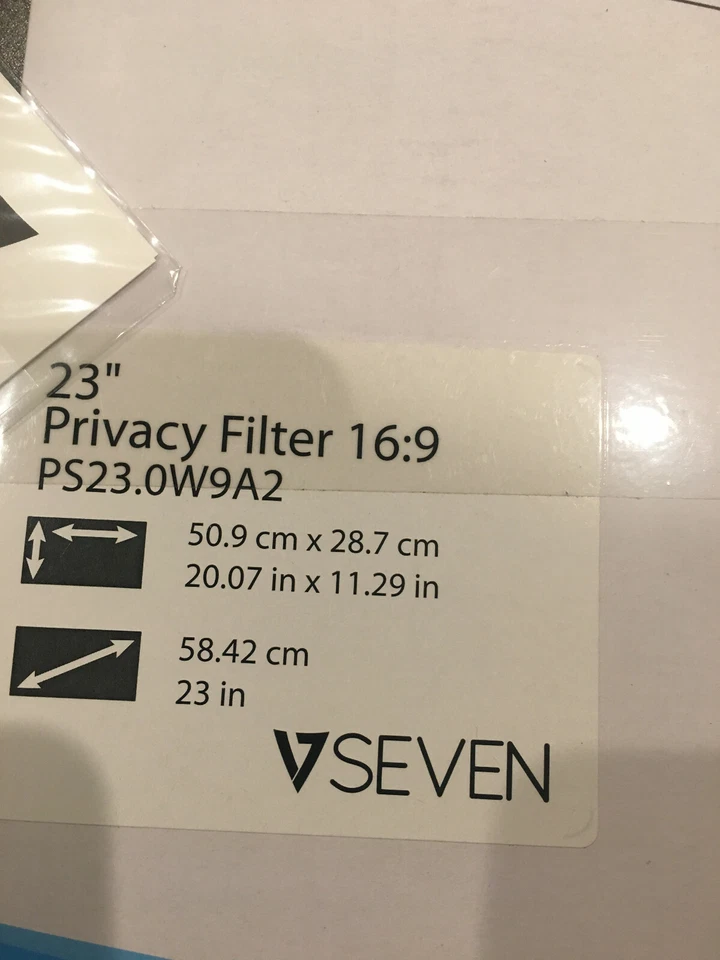 23"
Privacy Filter 16:9
PS23.0W9A2
50.9 cm x 28.7 cm
20.07 in x 11.29 in
58.42 cm
23 in
V7 SEVEN